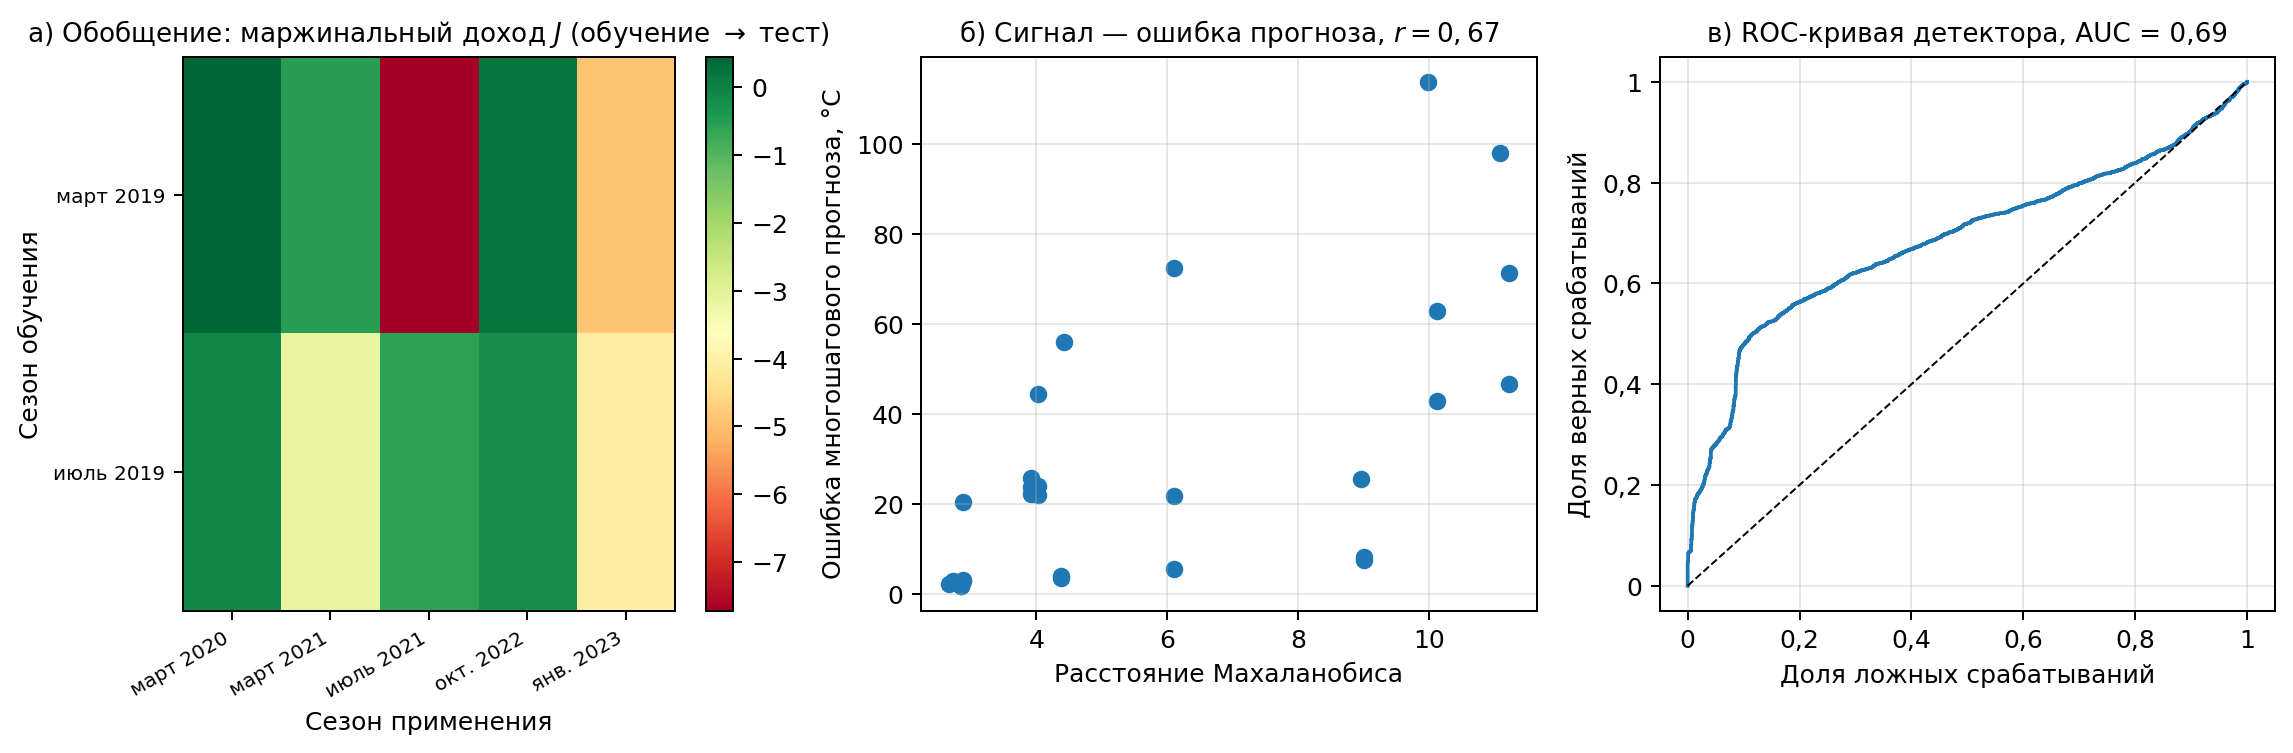 а) Обобщение: маржинальный доход J (обучение → тест)
Сезон обучения
март 2019
июль 2019
март 2020
март 2021
июль 2021
окт. 2022
янв. 2023
Сезон применения
0
−1
−2
−3
−4
−5
−6
−7
б) Сигнал — ошибка прогноза, r = 0, 67
Ошибка многошагового прогноза, °C
100
80
60
40
20
0
4
6
8
10
Расстояние Махаланобиса
в) ROC-кривая детектора, AUC = 0,69
Доля верных срабатываний
1
0,8
0,6
0,4
0,2
0
0
0,2
0,4
0,6
0,8
1
Доля ложных срабатываний